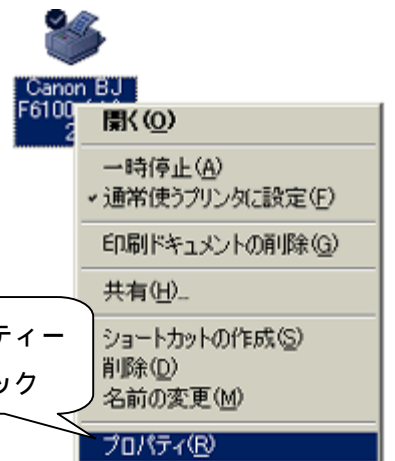 Canon BJ
F6100
2
開く(O)
一時停止(A)
通常使うプリンタに設定(F)
印刷ドキュメントの削除(G)
共有(H)...
ショートカットの作成(S)
削除(D)
名前の変更(M)
プロパティ(R)
ティー
ック